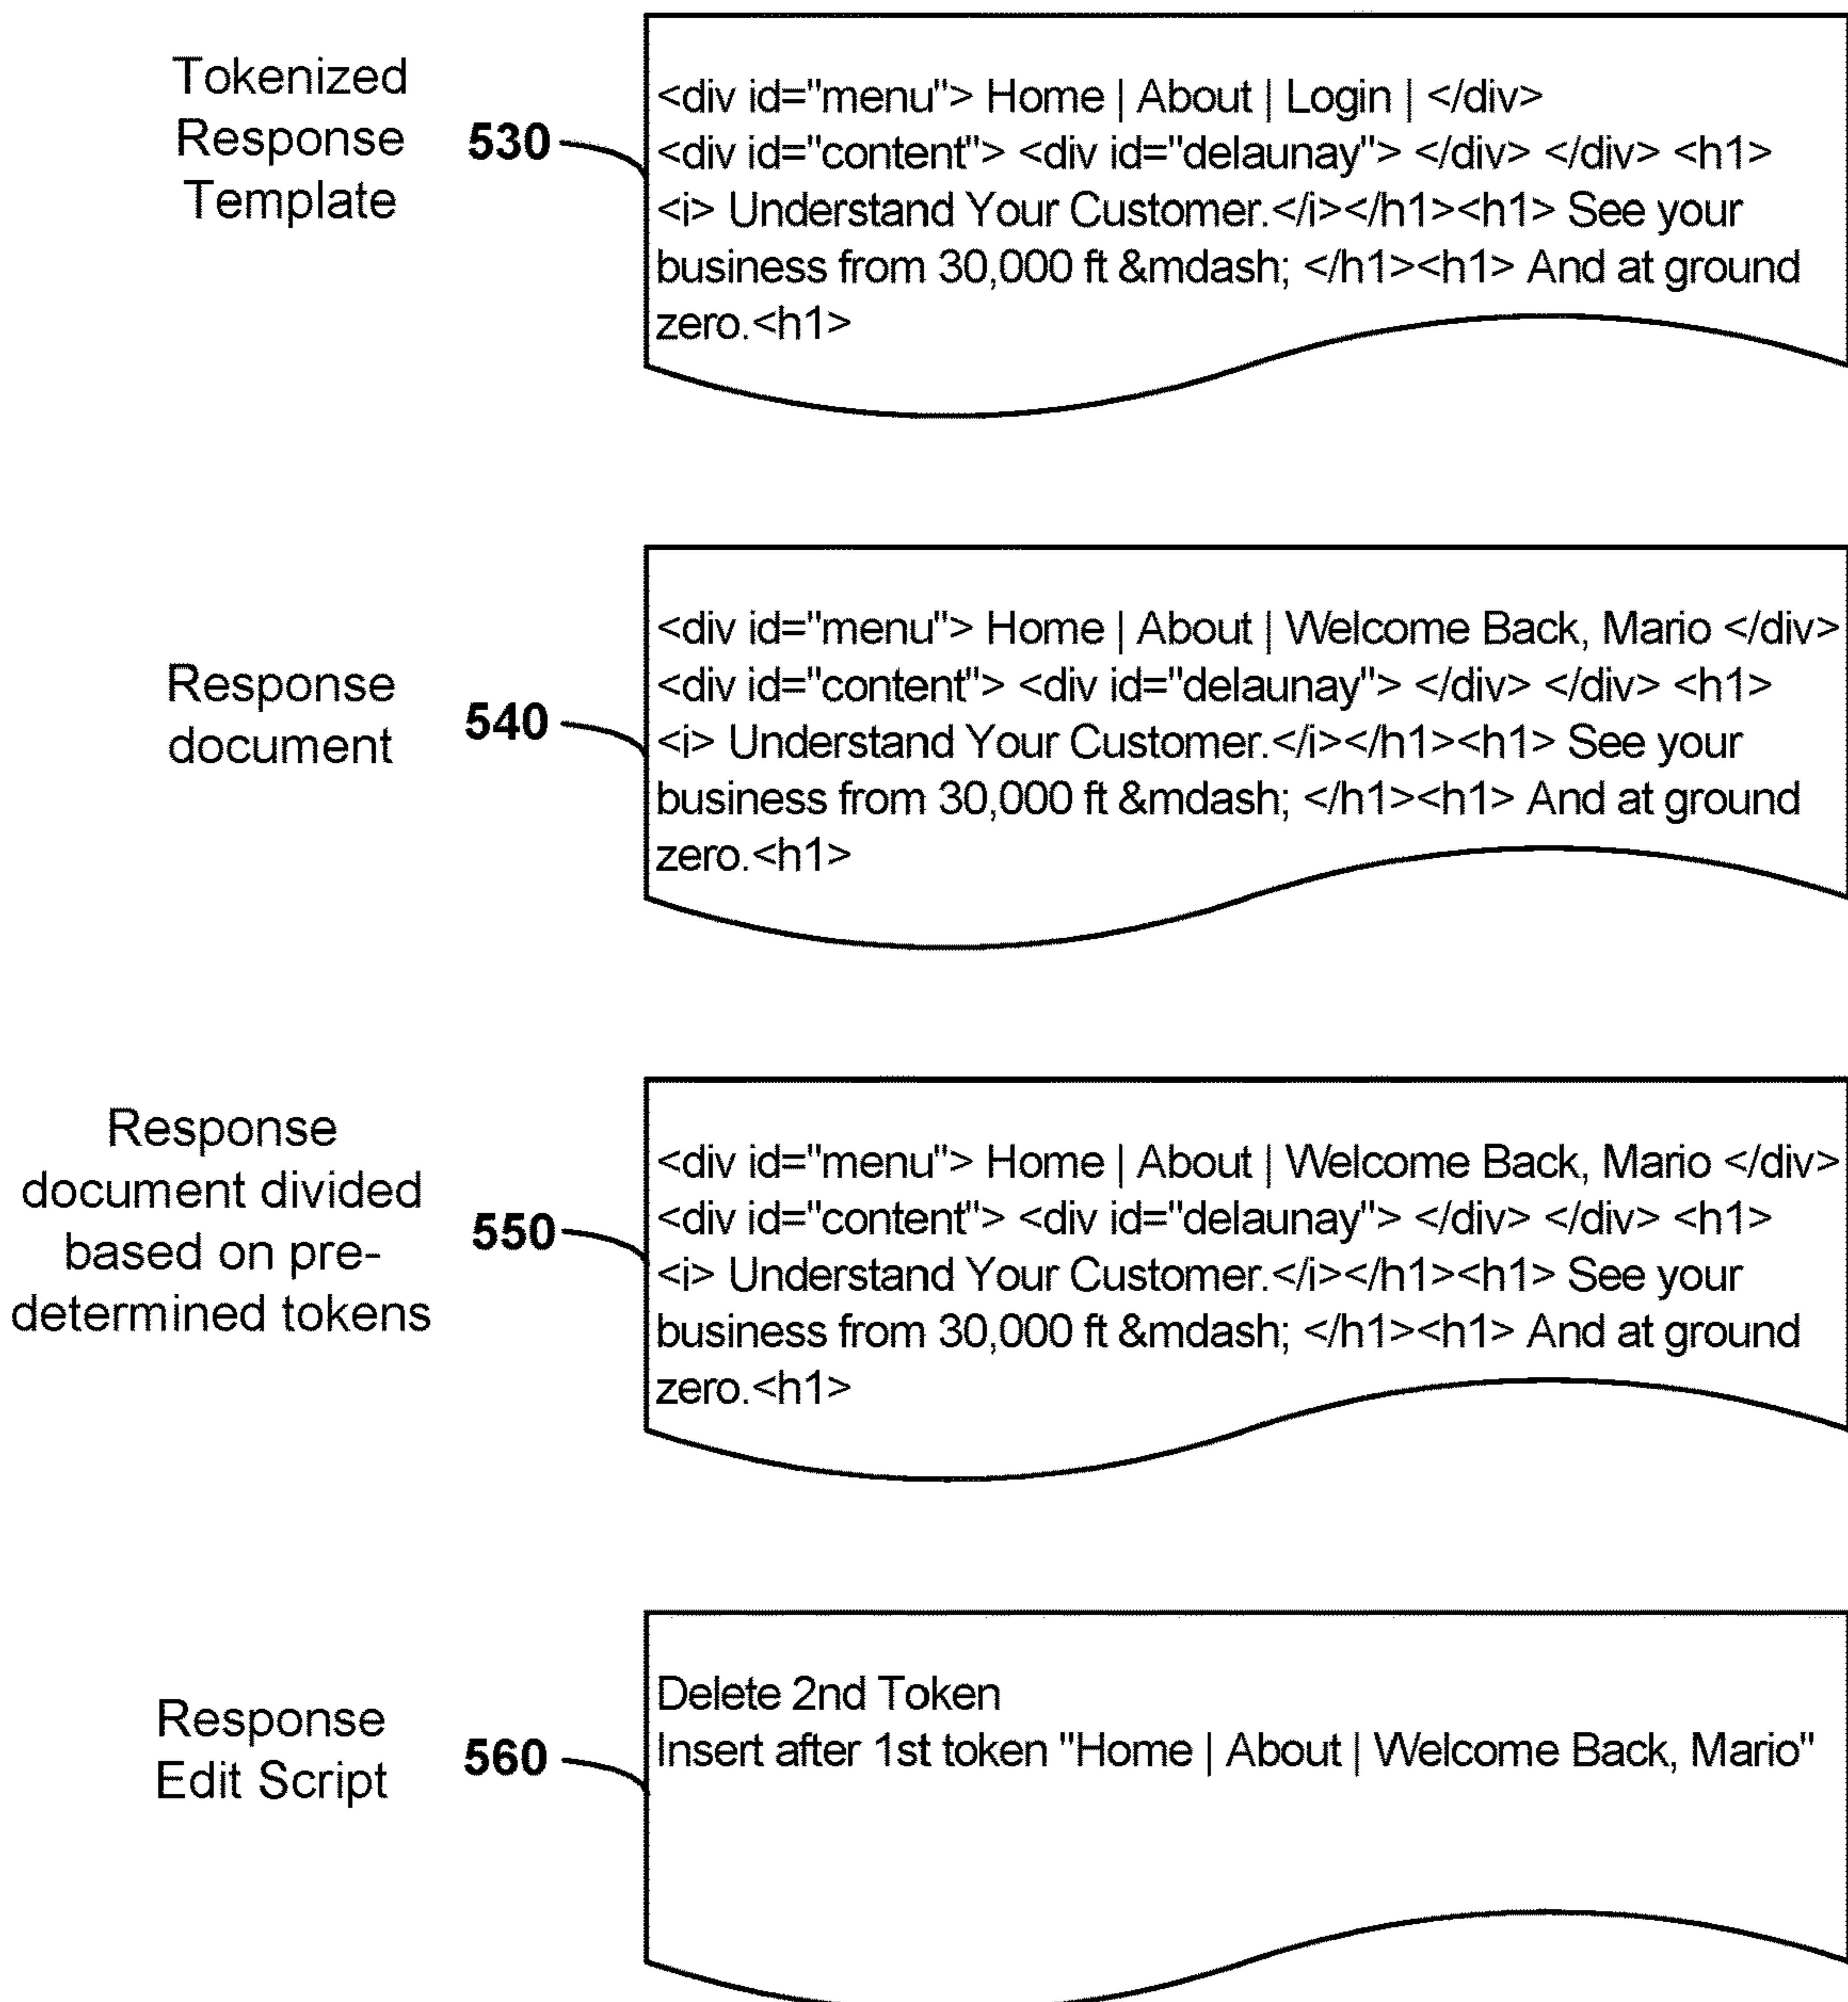 Tokenized
Response
Template
530
<div id="menu"> Home | About | Login | </div>
<div id="content"> <div id="delaunay"> </div> </div> <h1>
<i> Understand Your Customer.</i></h1><h1> See your
business from 30,000 ft &mdash; </h1><h1> And at ground
zero.<h1>
Response
document
540
<div id="menu"> Home | About | Welcome Back, Mario </div>
<div id="content"> <div id="delaunay"> </div> </div> <h1>
<i> Understand Your Customer.</i></h1><h1> See your
business from 30,000 ft &mdash; </h1><h1> And at ground
zero.<h1>
Response
document divided
based on pre-
determined tokens
550
<div id="menu"> Home | About | Welcome Back, Mario </div>
<div id="content"> <div id="delaunay"> </div> </div> <h1>
<i> Understand Your Customer.</i></h1><h1> See your
business from 30,000 ft &mdash; </h1><h1> And at ground
zero.<h1>
Response
Edit Script
560
Delete 2nd Token
Insert after 1st token "Home | About | Welcome Back, Mario"